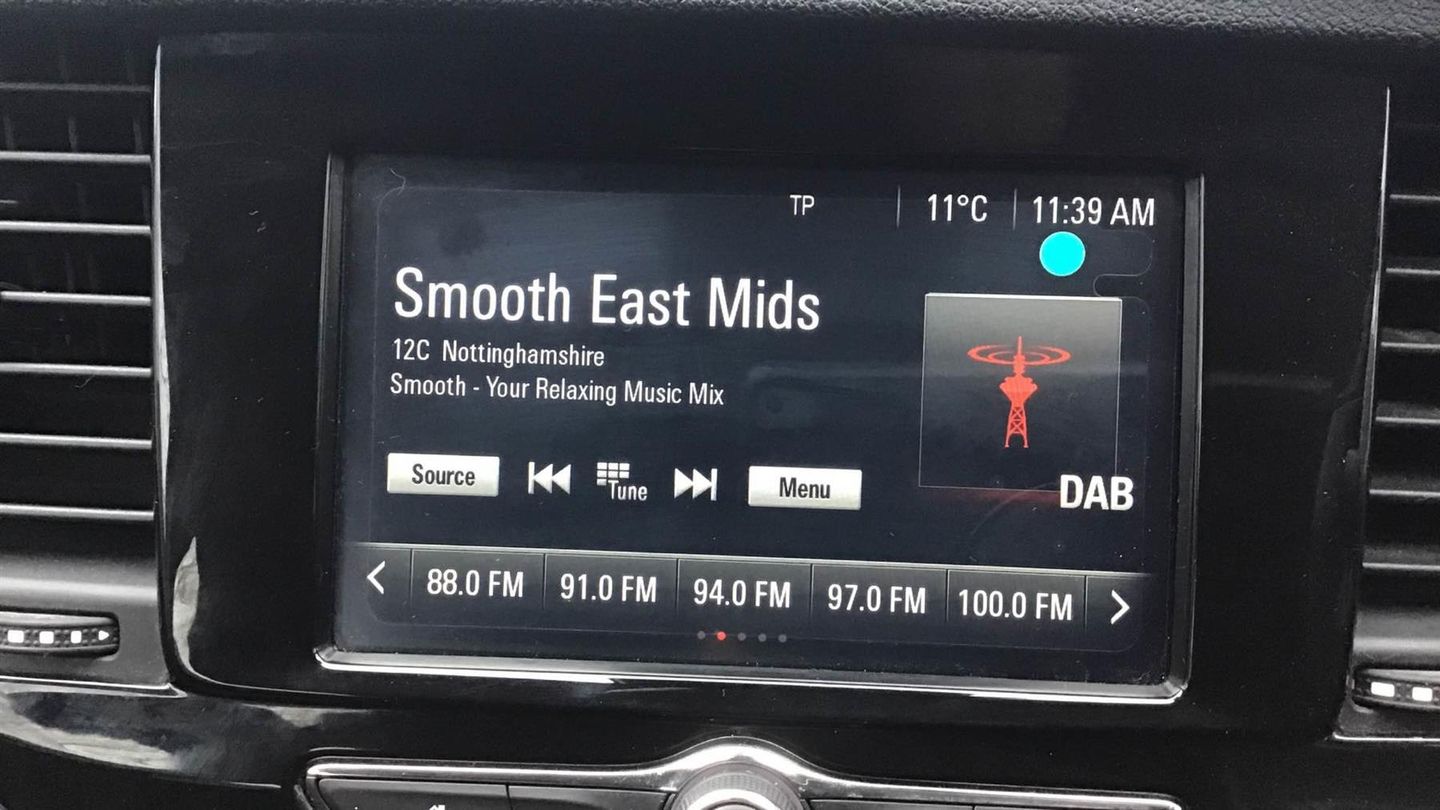 TP 11°C 11:39 AM
Smooth East Mids
12C Nottinghamshire
Smooth - Your Relaxing Music Mix
Source Tune Menu
DAB
88.0 FM 91.0 FM 94.0 FM 97.0 FM 100.0 FM